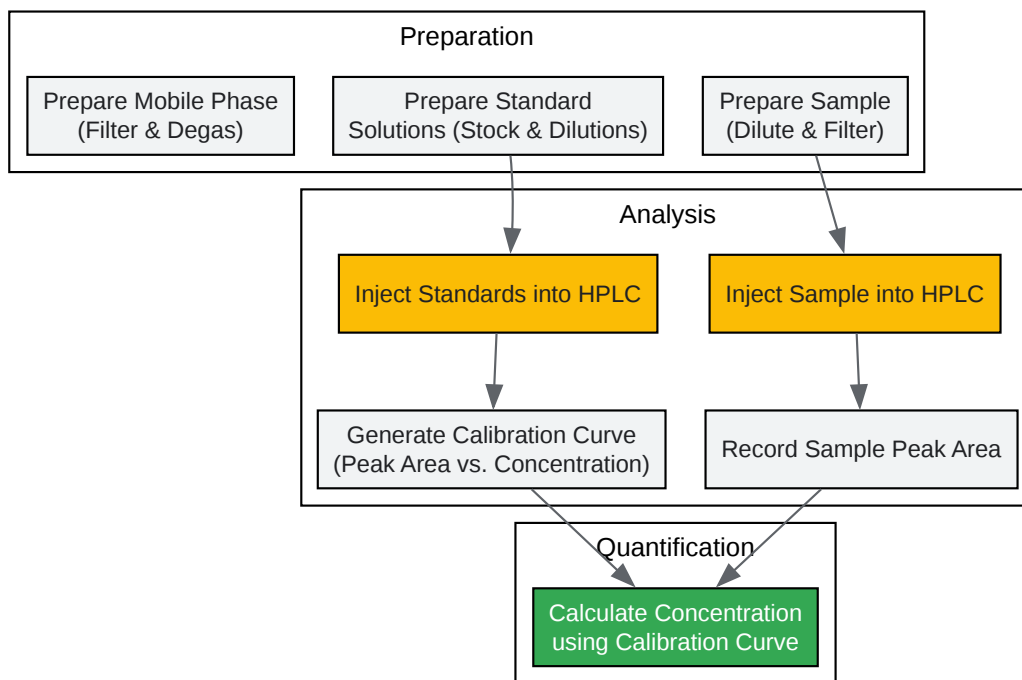 Preparation
Prepare Mobile Phase
(Filter & Degas)
Prepare Standard
Solutions (Stock & Dilutions)
Prepare Sample
(Dilute & Filter)
Analysis
Inject Standards into HPLC
Inject Sample into HPLC
Generate Calibration Curve
(Peak Area vs. Concentration)
Record Sample Peak Area
Quantification
Calculate Concentration
using Calibration Curve